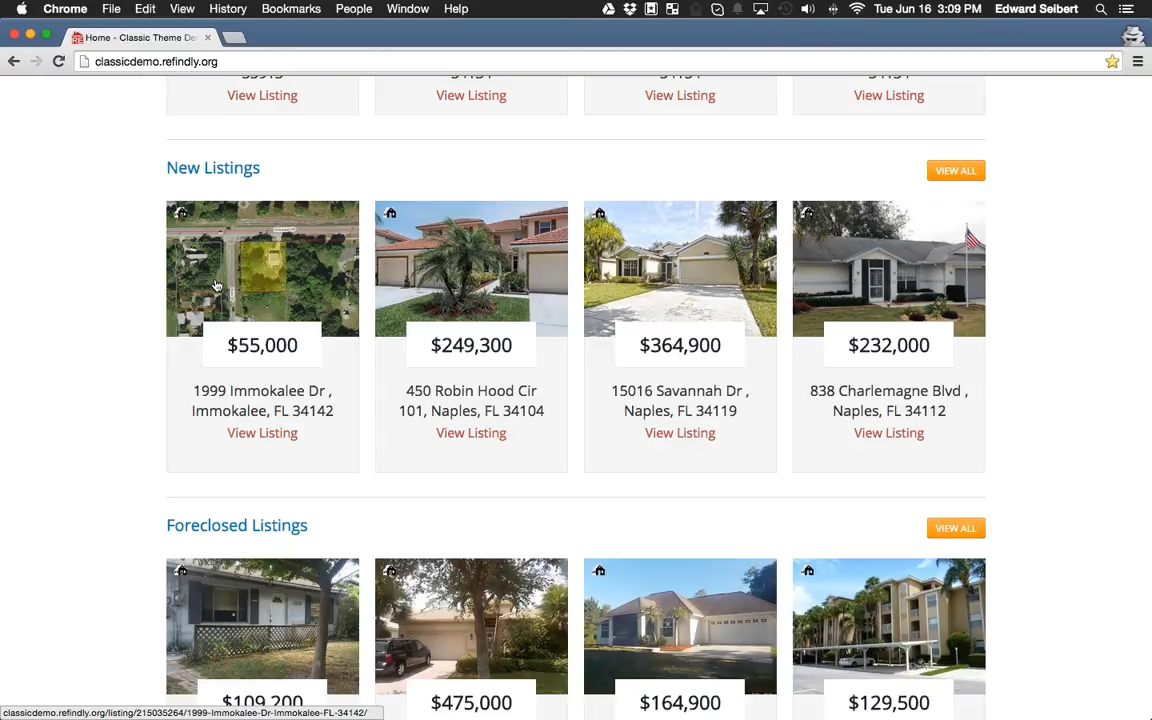 Chrome File Edit View History Bookmarks People Window Help Tue Jun 16 3:09 PM Edward Seibert
Home - Classic Theme De
classicdemo.refindly.org
View Listing View Listing View Listing View Listing
New Listings VIEW ALL
$55,000 $249,300 $364,900 $232,000
1999 Immokalee Dr , 450 Robin Hood Cir 15016 Savannah Dr , 838 Charlemagne Blvd ,
Immokalee, FL 34142 101, Naples, FL 34104 Naples, FL 34119 Naples, FL 34112
View Listing View Listing View Listing View Listing
Foreclosed Listings VIEW ALL
$109,200 $475,000 $164,900 $129,500
classicdemo.refindly.org/listing/215035264/1999-Immokalee-Dr-Immokalee-FL-34142/